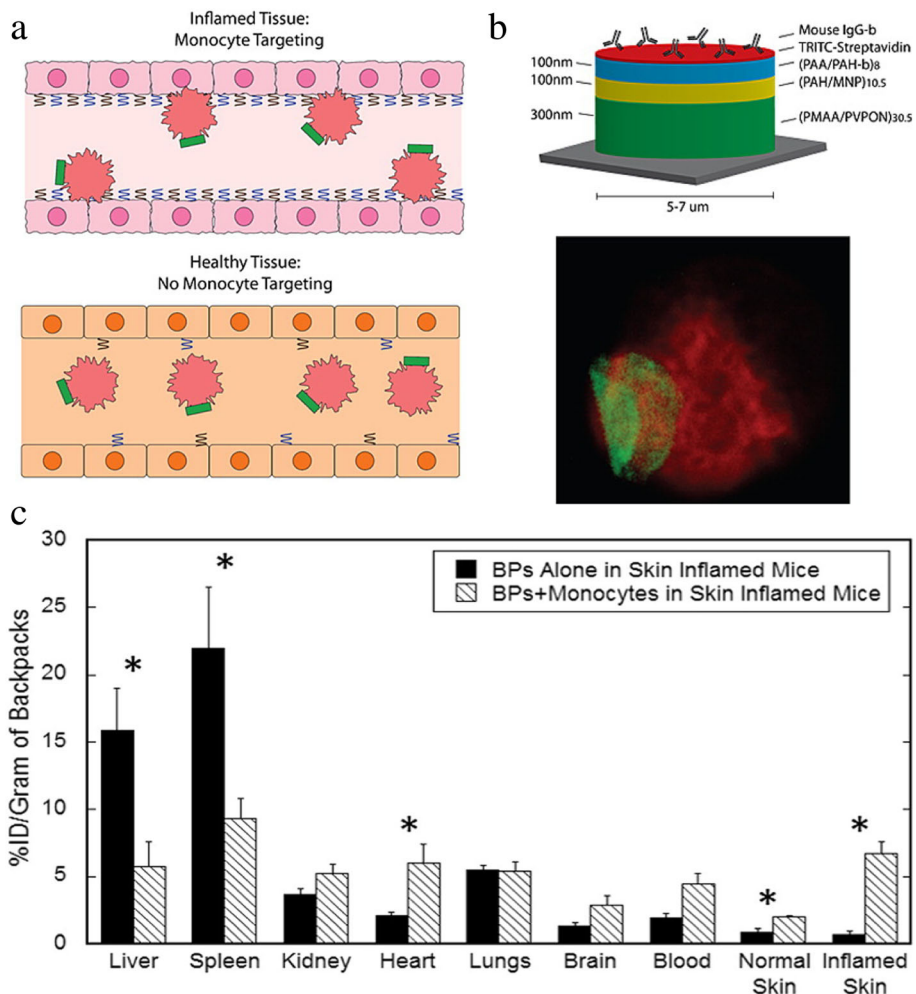 a
Inflamed Tissue:
Monocyte Targeting
Healthy Tissue:
No Monocyte Targeting
b
Mouse IgG-b
TRITC-Streptavidin
(PAA/PAH-b)8
(PAH/MNP)10.5
(PMAA/PVPON)30.5
100nm
100nm
300nm
5-7 um
c
%ID/Gram of Backpacks
30
25
20
15
10
5
0
BPs Alone in Skin Inflamed Mice
BPs+Monocytes in Skin Inflamed Mice
*
*
*
*
*
Liver Spleen Kidney Heart Lungs Brain Blood Normal Inflamed
Skin Skin